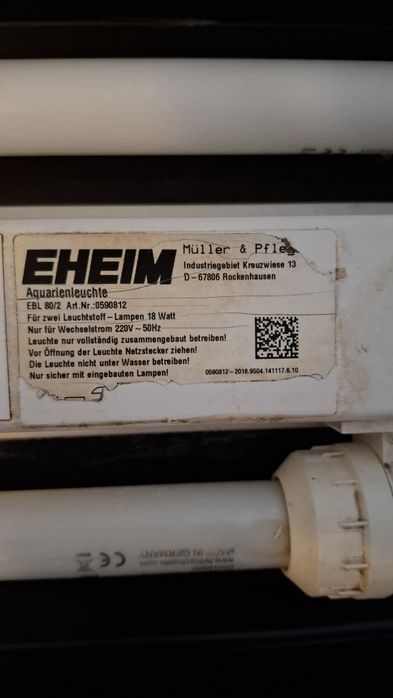 EHEIM
Müller & Pfleg
Industriegebiet Kreuzwiese 13
D-67806 Rockenhausen
Aquarienleuchte
EBL 80/2 Art.Nr.:0590812
Für zwei Leuchtstoff-Lampen 18 Watt
Nur für Wechselstrom 220V~50Hz
Leuchte nur vollständig zusammengebaut betreiben!
Vor Öffnung der Leuchte Netzstecker ziehen!
Die Leuchte nicht unter Wasser betreiben!
Nur sicher mit eingebauten Lampen!
0590812-2016.9504.141117.6.10
MADE IN GERMANY
CE